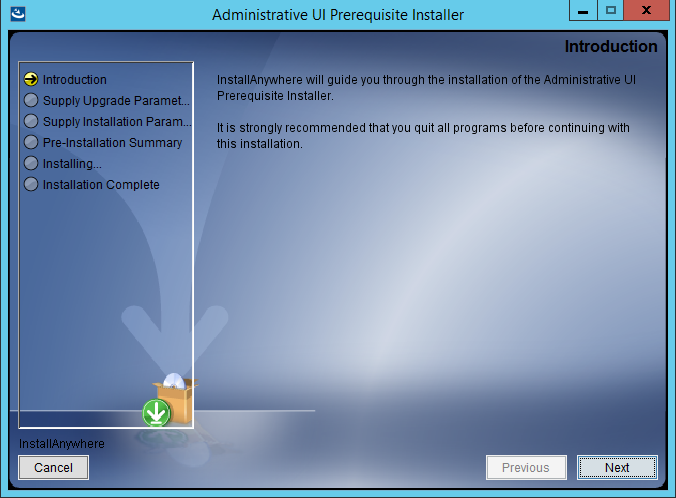 Administrative UI Prerequisite Installer
Introduction
Introduction
Supply Upgrade Paramet...
Supply Installation Param...
Pre-Installation Summary
Installing...
Installation Complete
InstallAnywhere will guide you through the installation of the Administrative UI
Prerequisite Installer.
It is strongly recommended that you quit all programs before continuing with
this installation.
InstallAnywhere
Cancel
Previous
Next